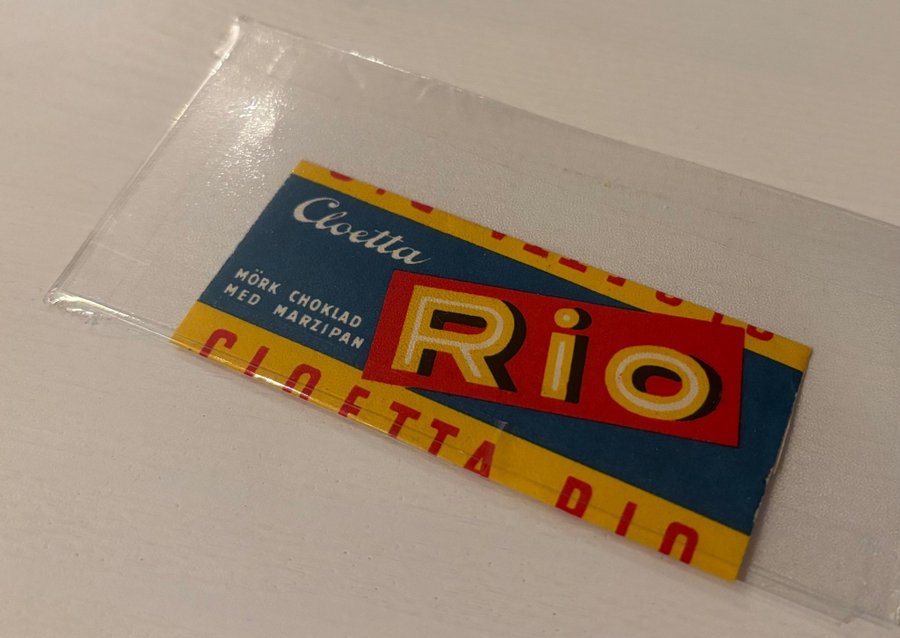 Cloetta
MÖRK CHOKLAD
MED MARZIPAN
Rio
CLOETTA RIO